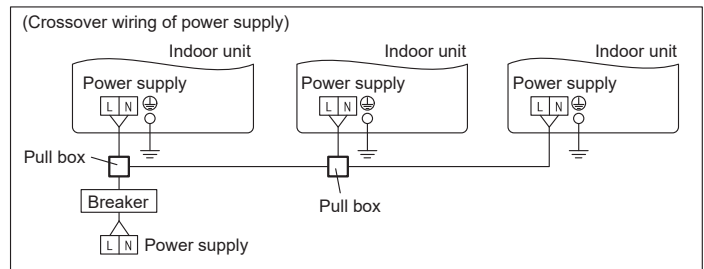 (Crossover wiring of power supply)
Indoor unit Indoor unit Indoor unit
Power supply Power supply Power supply
L N L N L N
Pull box
Breaker Pull box
L N Power supply